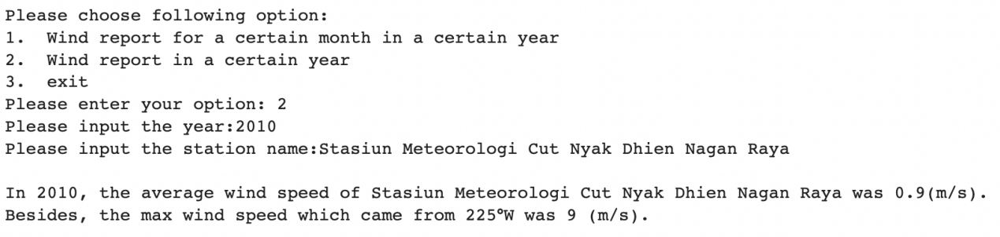 Please choose following option:
1.  Wind report for a certain month in a certain year
2.  Wind report in a certain year
3.  exit
Please enter your option: 2
Please input the year:2010
Please input the station name:Stasiun Meteorologi Cut Nyak Dhien Nagan Raya
In 2010, the average wind speed of Stasiun Meteorologi Cut Nyak Dhien Nagan Raya was 0.9(m/s).
Besides, the max wind speed which came from 225°W was 9 (m/s).